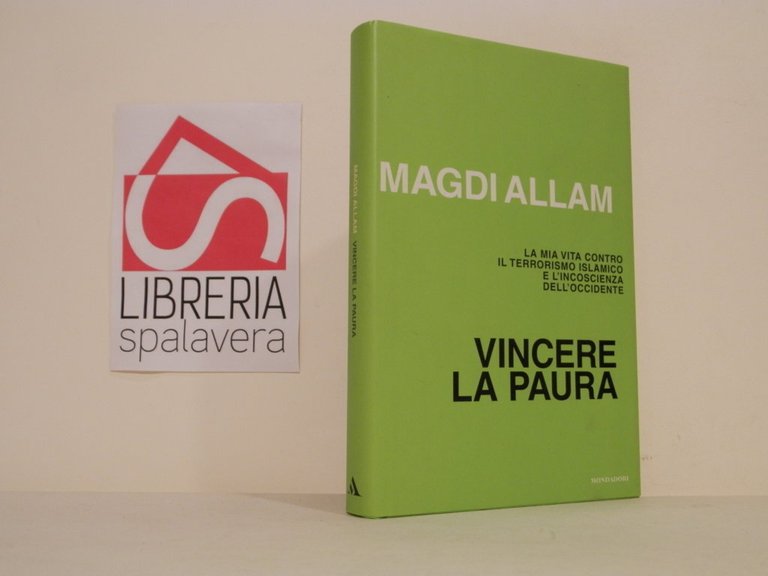 LIBRERIA
spalavera
MAGDI ALLAM VINCERE LA PAURA
MAGDI ALLAM
LA MIA VITA CONTRO
IL TERRORISMO ISLAMICO
E L'INCOSCIENZA
DELL'OCCIDENTE
VINCERE
LA PAURA
MONDADORI